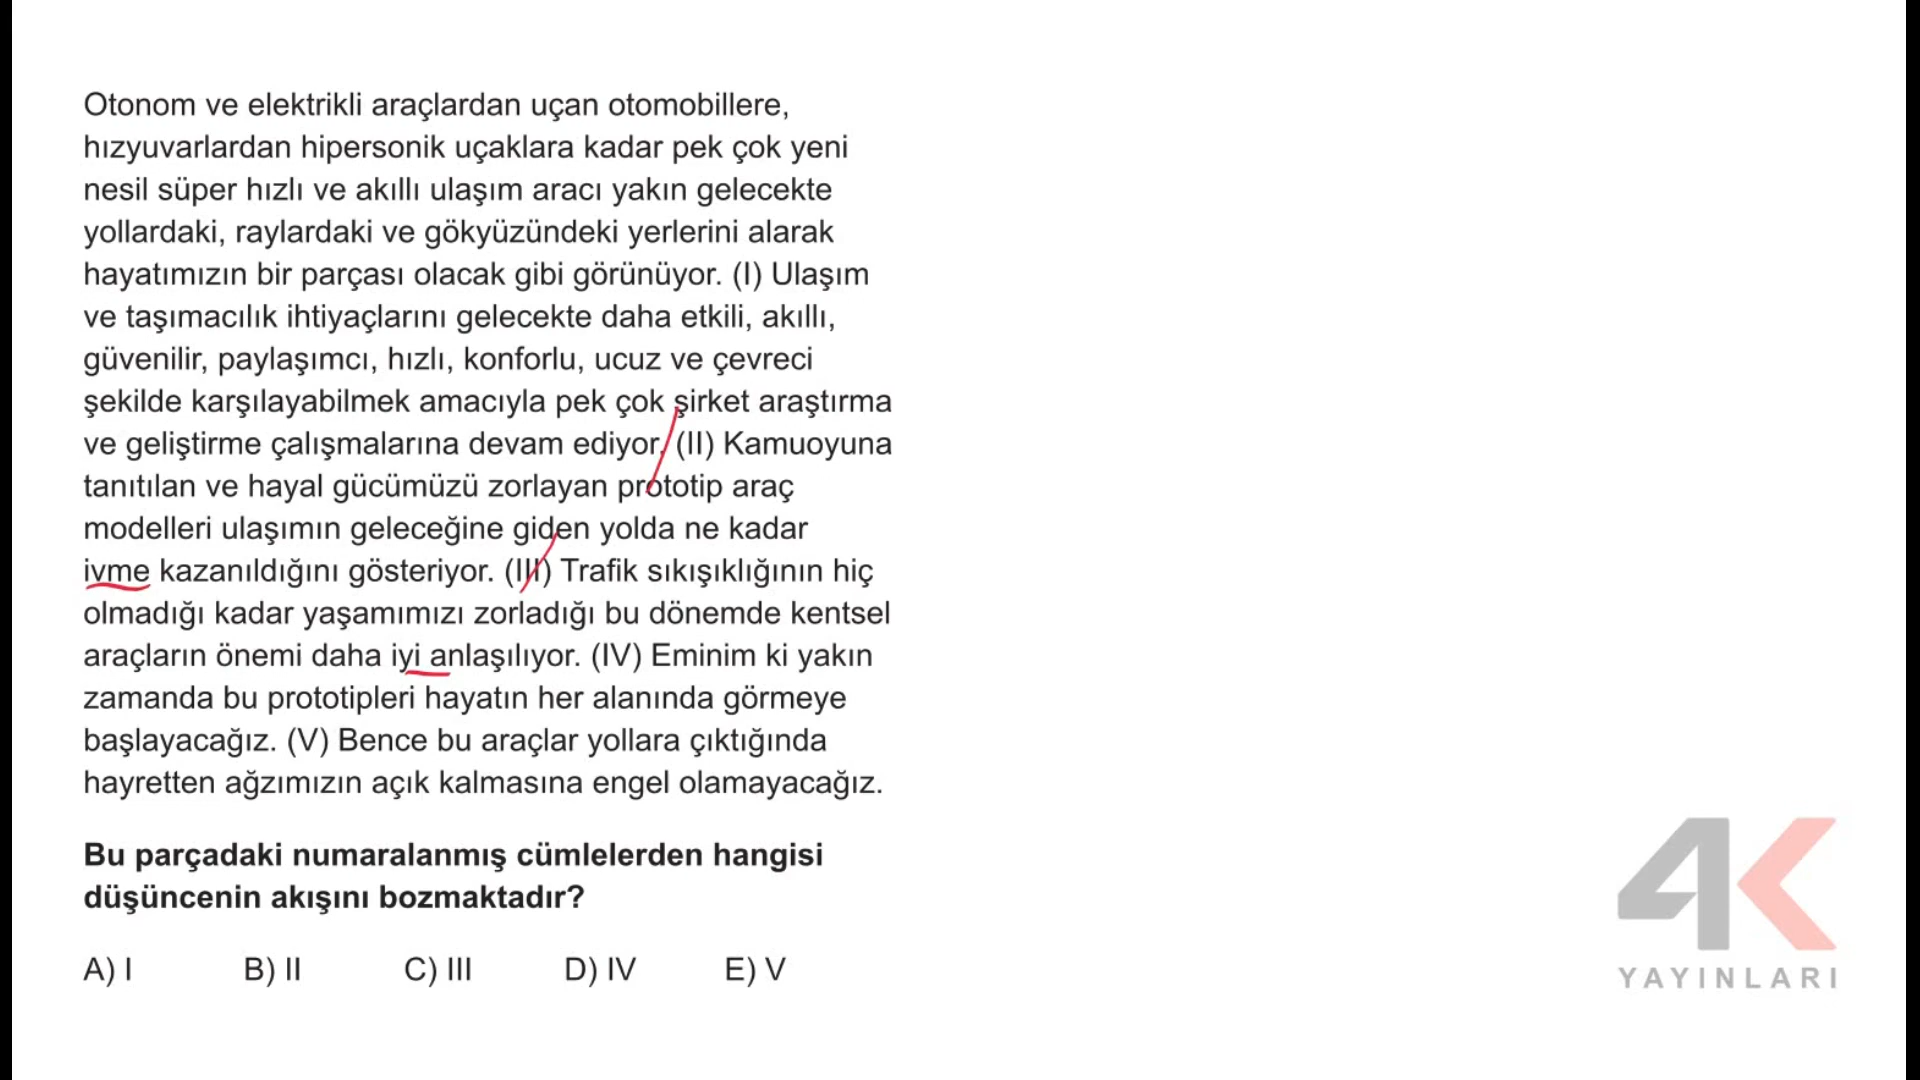 Otonom ve elektrikli araçlardan uçan otomobillere,
hızyuvarlardan hipersonik uçaklara kadar pek çok yeni
nesil süper hızlı ve akıllı ulaşım aracı yakın gelecekte
yollardaki, raylardaki ve gökyüzündeki yerlerini alarak
hayatımızın bir parçası olacak gibi görünüyor. (I) Ulaşım
ve taşımacılık ihtiyaçlarını gelecekte daha etkili, akıllı,
güvenilir, paylaşımcı, hızlı, konforlu, ucuz ve çevreci
şekilde karşılayabilmek amacıyla pek çok şirket araştırma
ve geliştirme çalışmalarına devam ediyor. (II) Kamuoyuna
tanıtılan ve hayal gücümüzü zorlayan prototip araç
modelleri ulaşımın geleceğine giden yolda ne kadar
ivme kazanıldığını gösteriyor. (III) Trafik sıkışıklığının hiç
olmadığı kadar yaşamımızı zorladığı bu dönemde kentsel
araçların önemi daha iyi anlaşılıyor. (IV) Eminim ki yakın
zamanda bu prototipleri hayatın her alanında görmeye
başlayacağız. (V) Bence bu araçlar yollara çıktığında
hayretten ağzımızın açık kalmasına engel olamayacağız.
Bu parçadaki numaralanmış cümlelerden hangisi
düşüncenin akışını bozmaktadır?
A) I B) II C) III D) IV E) V
4K
YAYINLARI